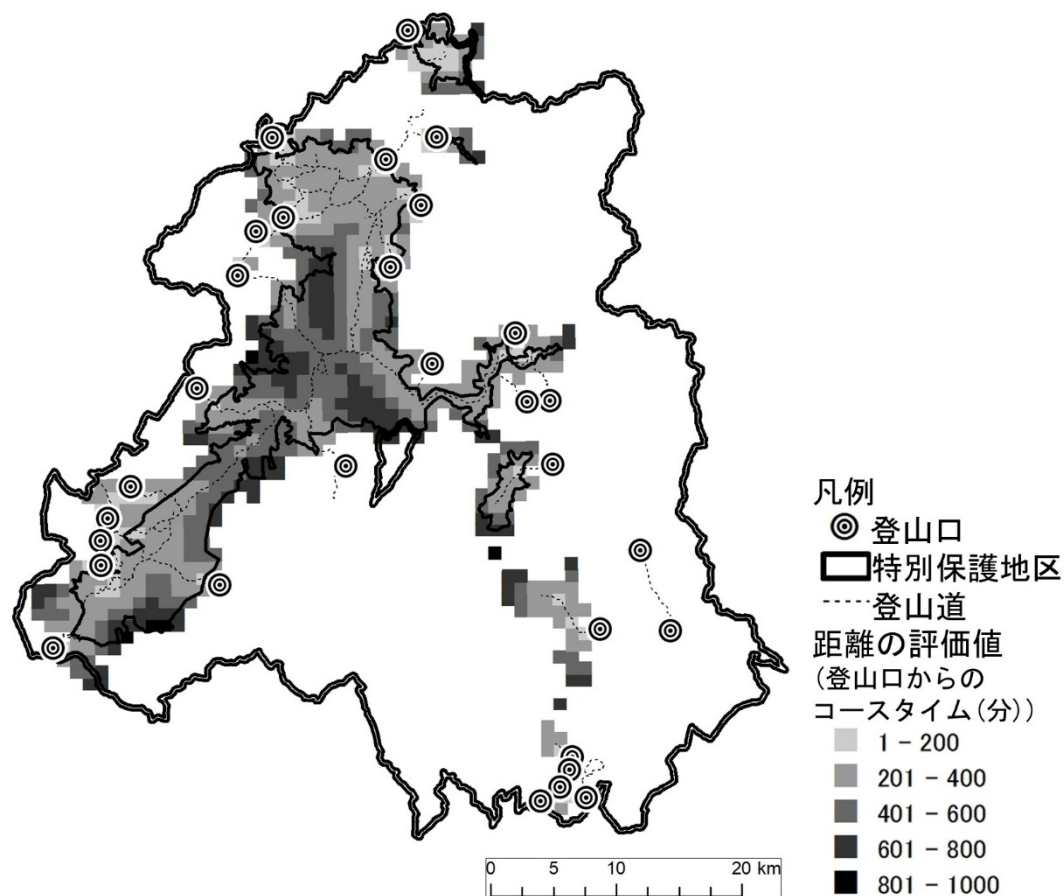 凡例
登山口
特別保護地区
登山道
距離の評価値
(登山口からの
コースタイム(分))
1 - 200
201 - 400
401 - 600
601 - 800
801 - 1000
0 5 10 20 km